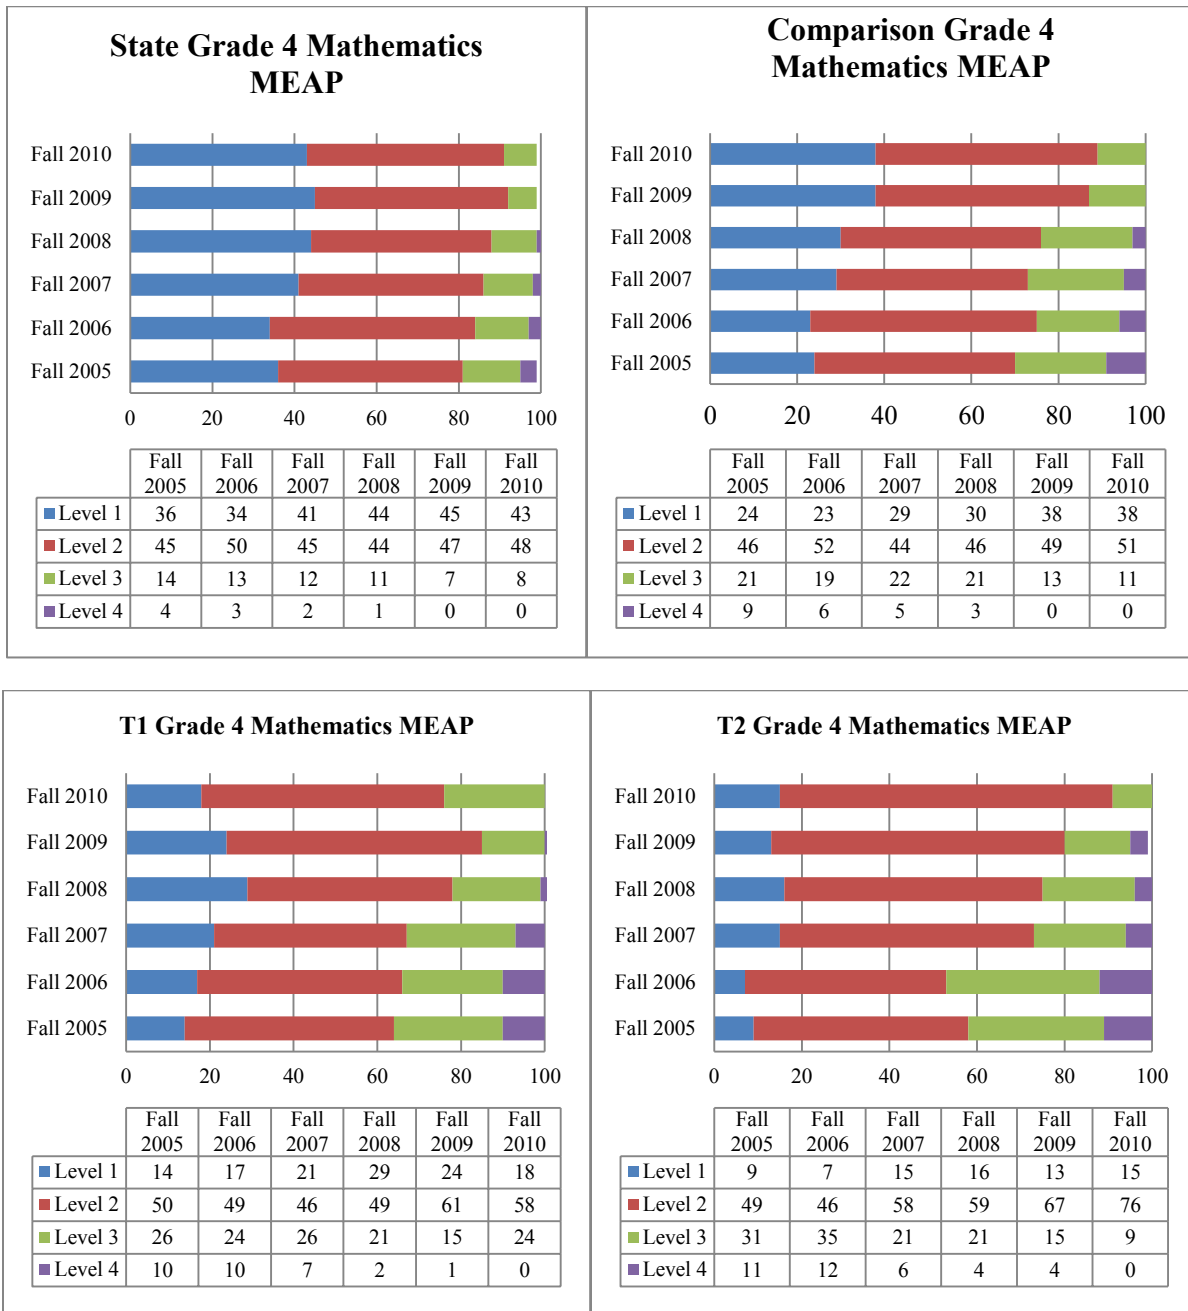 State Grade 4 Mathematics
MEAP
Fall 2010
Fall 2009
Fall 2008
Fall 2007
Fall 2006
Fall 2005
0 20 40 60 80 100
Fall 2005 Fall 2006 Fall 2007 Fall 2008 Fall 2009 Fall 2010
Level 1 36 34 41 44 45 43
Level 2 45 50 45 44 47 48
Level 3 14 13 12 11 7 8
Level 4 4 3 2 1 0 0
Comparison Grade 4
Mathematics MEAP
Fall 2010
Fall 2009
Fall 2008
Fall 2007
Fall 2006
Fall 2005
0 20 40 60 80 100
Fall 2005 Fall 2006 Fall 2007 Fall 2008 Fall 2009 Fall 2010
Level 1 24 23 29 30 38 38
Level 2 46 52 44 46 49 51
Level 3 21 19 22 21 13 11
Level 4 9 6 5 3 0 0
T1 Grade 4 Mathematics MEAP
Fall 2010
Fall 2009
Fall 2008
Fall 2007
Fall 2006
Fall 2005
0 20 40 60 80 100
Fall 2005 Fall 2006 Fall 2007 Fall 2008 Fall 2009 Fall 2010
Level 1 14 17 21 29 24 18
Level 2 50 49 46 49 61 58
Level 3 26 24 26 21 15 24
Level 4 10 10 7 2 1 0
T2 Grade 4 Mathematics MEAP
Fall 2010
Fall 2009
Fall 2008
Fall 2007
Fall 2006
Fall 2005
0 20 40 60 80 100
Fall 2005 Fall 2006 Fall 2007 Fall 2008 Fall 2009 Fall 2010
Level 1 9 7 15 16 13 15
Level 2 49 46 58 59 67 76
Level 3 31 35 21 21 15 9
Level 4 11 12 6 4 4 0